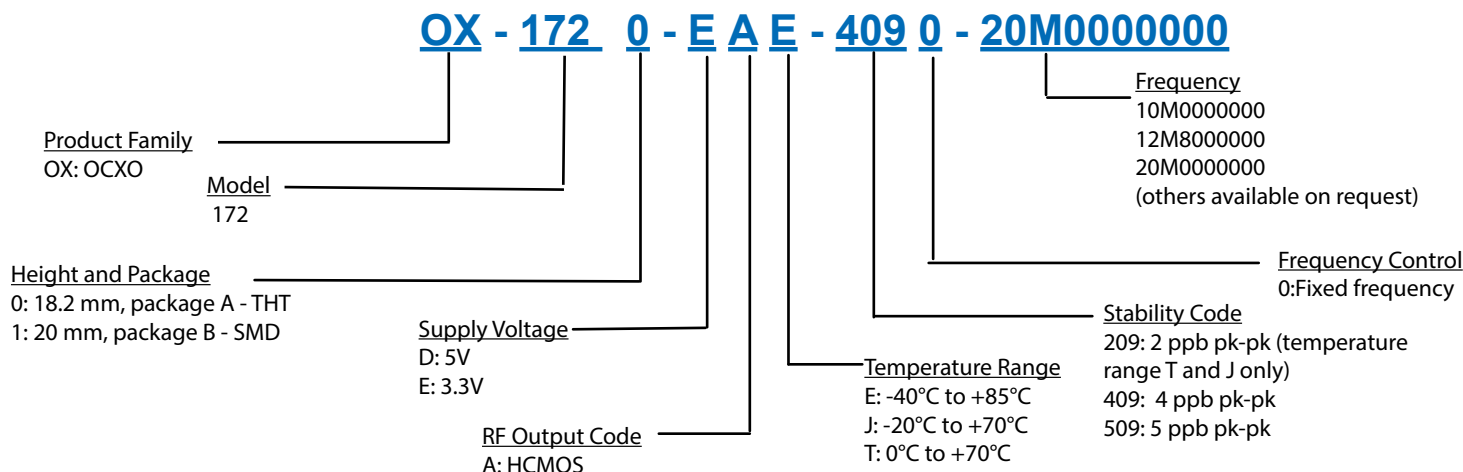 OX - 172 0 - E A E - 409 0 - 20M0000000
Frequency
10M0000000
12M8000000
20M0000000
(others available on request)
Product Family
OX: OCXO
Model
172
Height and Package
0: 18.2 mm, package A - THT
1: 20 mm, package B - SMD
Supply Voltage
D: 5V
E: 3.3V
RF Output Code
A: HCMOS
Temperature Range
E: -40°C to +85°C
J: -20°C to +70°C
T: 0°C to +70°C
Stability Code
209: 2 ppb pk-pk (temperature
range T and J only)
409: 4 ppb pk-pk
509: 5 ppb pk-pk
Frequency Control
0:Fixed frequency